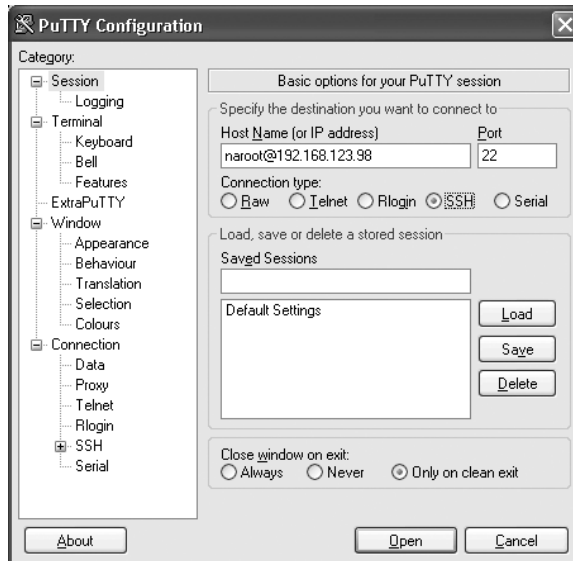 PuTTY Configuration
Category:
Session
Logging
Terminal
Keyboard
Bell
Features
ExtraPuTTY
Window
Appearance
Behaviour
Translation
Selection
Colours
Connection
Data
Proxy
Telnet
Rlogin
SSH
Serial
Basic options for your PuTTY session
Specify the destination you want to connect to
Host Name (or IP address) Port
naroot@192.168.123.98 22
Connection type:
Raw Telnet Rlogin SSH Serial
Load, save or delete a stored session
Saved Sessions
Default Settings
Load
Save
Delete
Close window on exit:
Always Never Only on clean exit
About Open Cancel